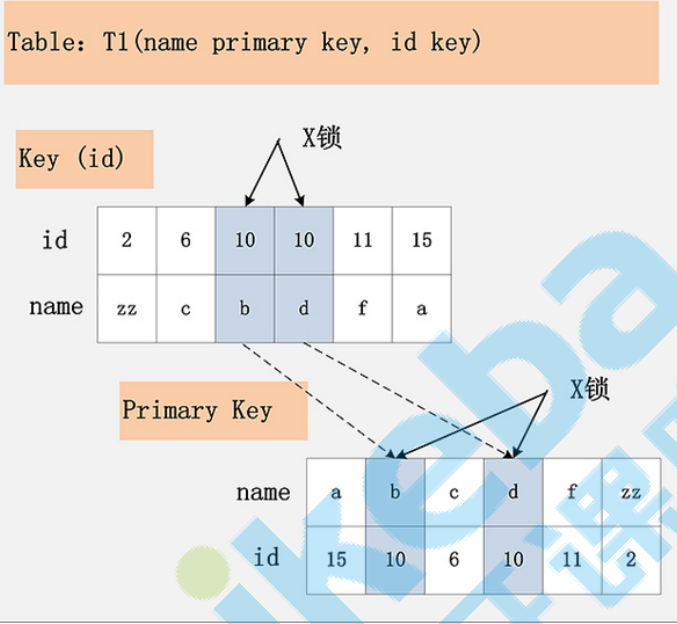 Table: T1(name primary key, id key)
X锁
Key (id)
id 2 6 10 10 11 15
name zz c b d f a
X锁
Primary Key
name a b c d f zz
id 15 10 6 10 11 2